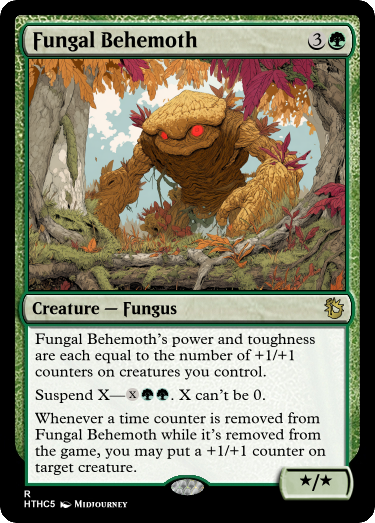 Fungal Behemoth 3
Creature — Fungus
Fungal Behemoth's power and toughness
are each equal to the number of +1/+1
counters on creatures you control.
Suspend X—X. X can't be 0.
Whenever a time counter is removed from
Fungal Behemoth while it's removed from
the game, you may put a +1/+1 counter on
target creature.
★/★
R
HTHC5 Midjourney